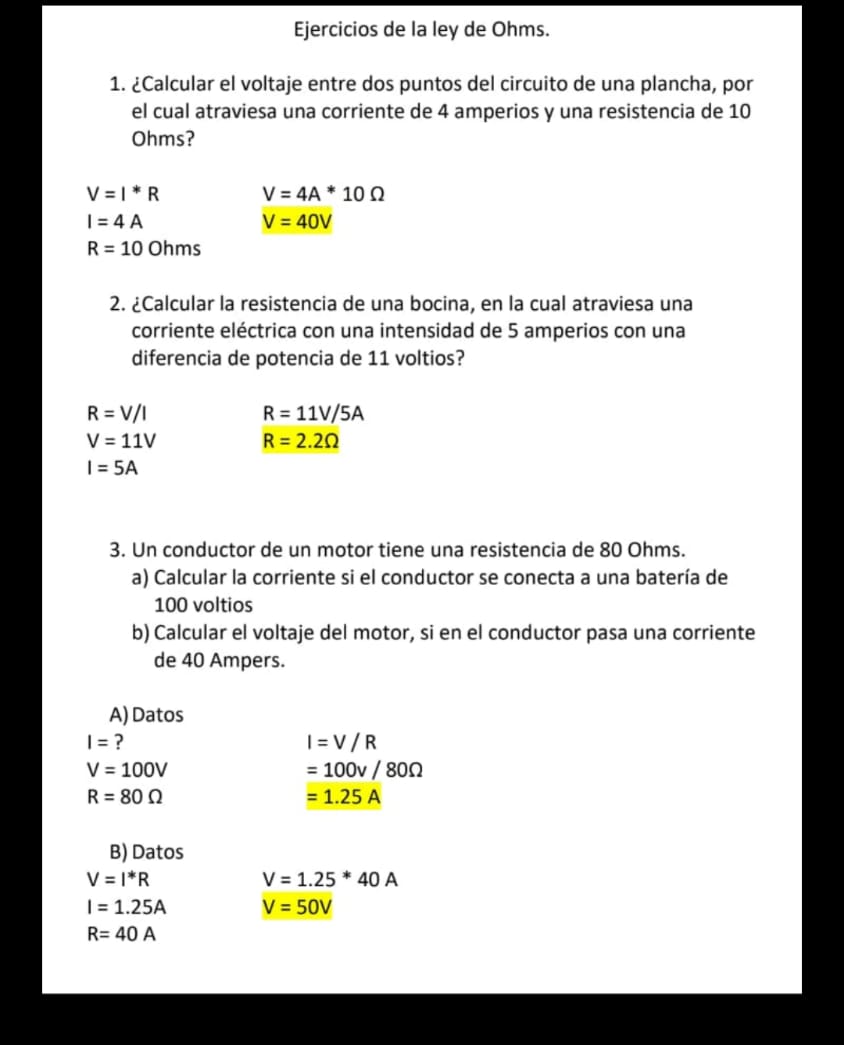 Ejercicios de la ley de Ohms.
1. ¿Calcular el voltaje entre dos puntos del circuito de una plancha, por
el cual atraviesa una corriente de 4 amperios y una resistencia de 10
Ohms?
V = I * R
V = 4A * 10 Ω
I = 4 A
V = 40V
R = 10 Ohms
2. ¿Calcular la resistencia de una bocina, en la cual atraviesa una
corriente eléctrica con una intensidad de 5 amperios con una
diferencia de potencia de 11 voltios?
R = V/I
R = 11V/5A
V = 11V
R = 2.2Ω
I = 5A
3. Un conductor de un motor tiene una resistencia de 80 Ohms.
a) Calcular la corriente si el conductor se conecta a una batería de
100 voltios
b) Calcular el voltaje del motor, si en el conductor pasa una corriente
de 40 Ampers.
A) Datos
I = ?
I = V / R
V = 100V
= 100v / 80Ω
R = 80 Ω
= 1.25 A
B) Datos
V = I*R
V = 1.25 * 40 A
I = 1.25A
V = 50V
R= 40 A